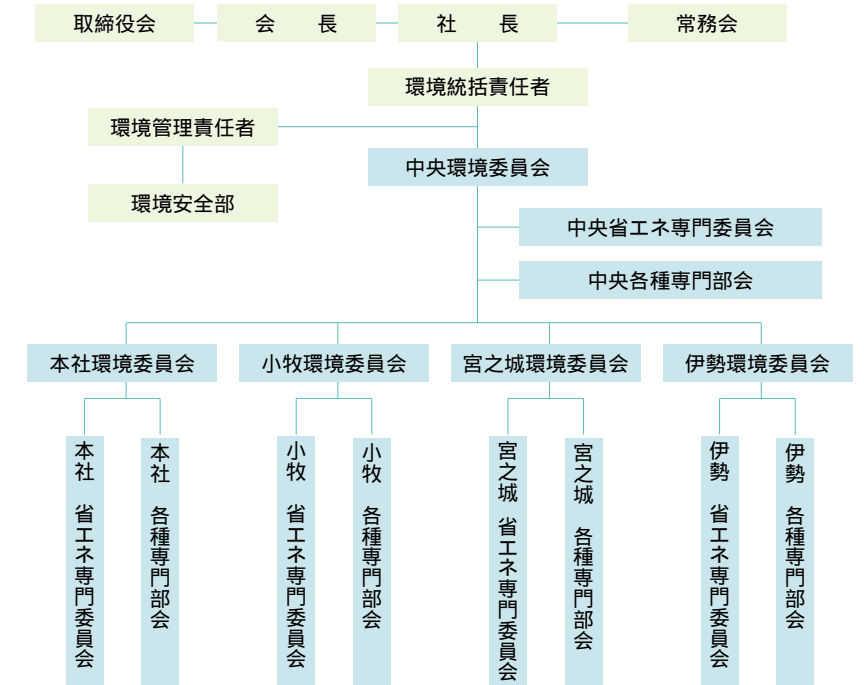 取締役会
会　長
社　長
常務会
環境統括責任者
環境管理責任者
中央環境委員会
環境安全部
中央省エネ専門委員会
中央各種専門部会
本社環境委員会
小牧環境委員会
宮之城環境委員会
伊勢環境委員会
本社　省エネ専門委員会
本社　各種専門部会
小牧　省エネ専門委員会
小牧　各種専門部会
宮之城　省エネ専門委員会
宮之城　各種専門部会
伊勢　省エネ専門委員会
伊勢　各種専門部会